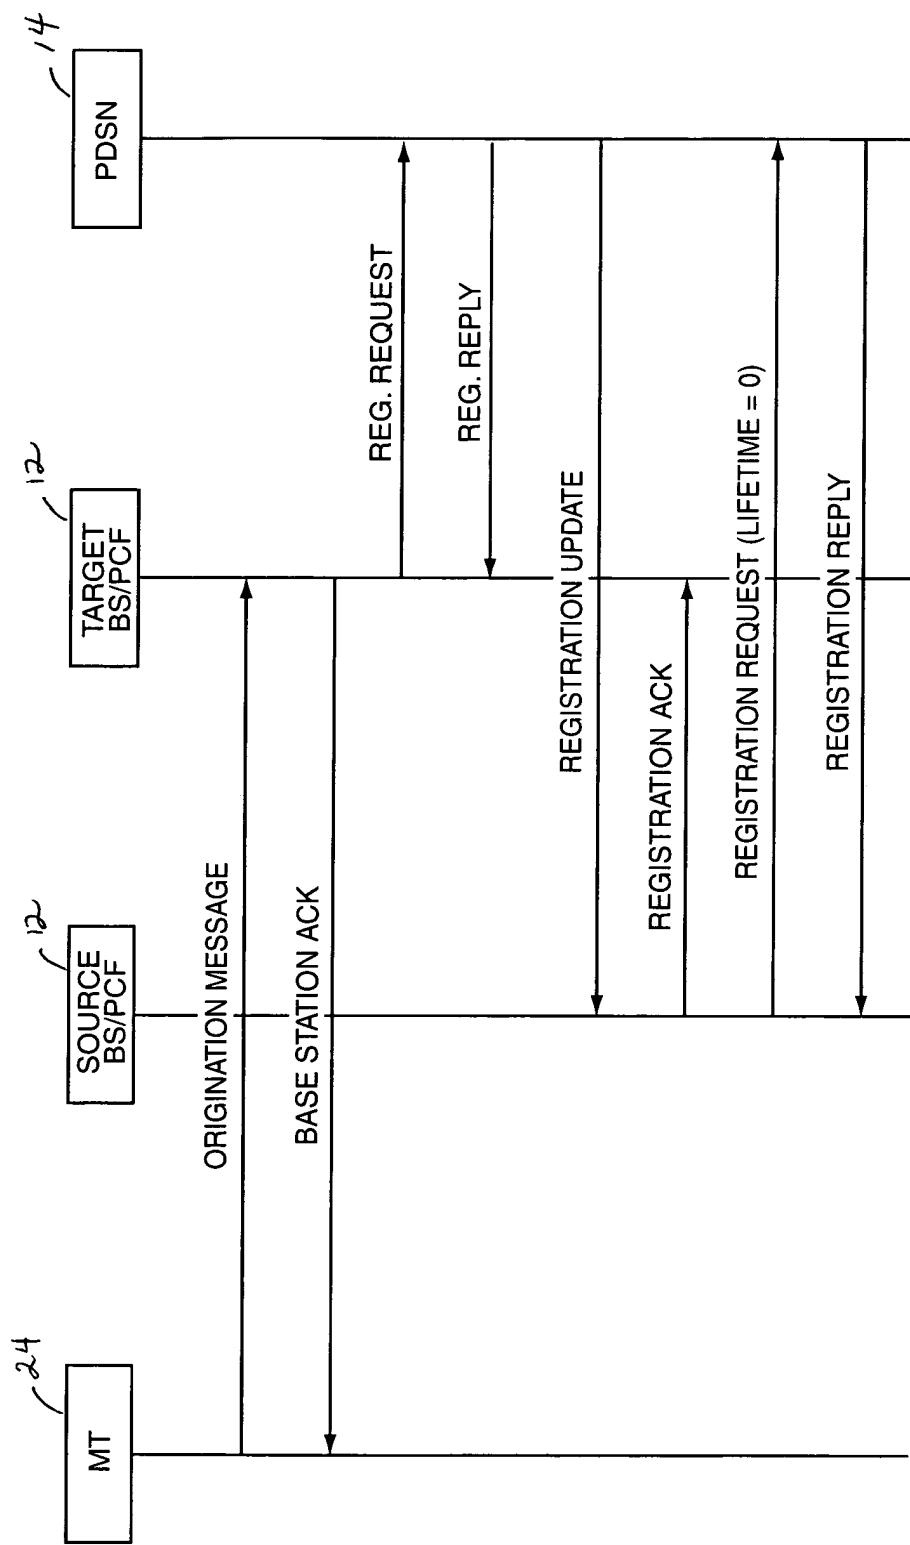 MT
24
SOURCE
BS/PCF
12
TARGET
BS/PCF
12
PDSN
14
ORIGINATION MESSAGE
BASE STATION ACK
REG. REQUEST
REG. REPLY
REGISTRATION UPDATE
REGISTRATION ACK
REGISTRATION REQUEST (LIFETIME = 0)
REGISTRATION REPLY